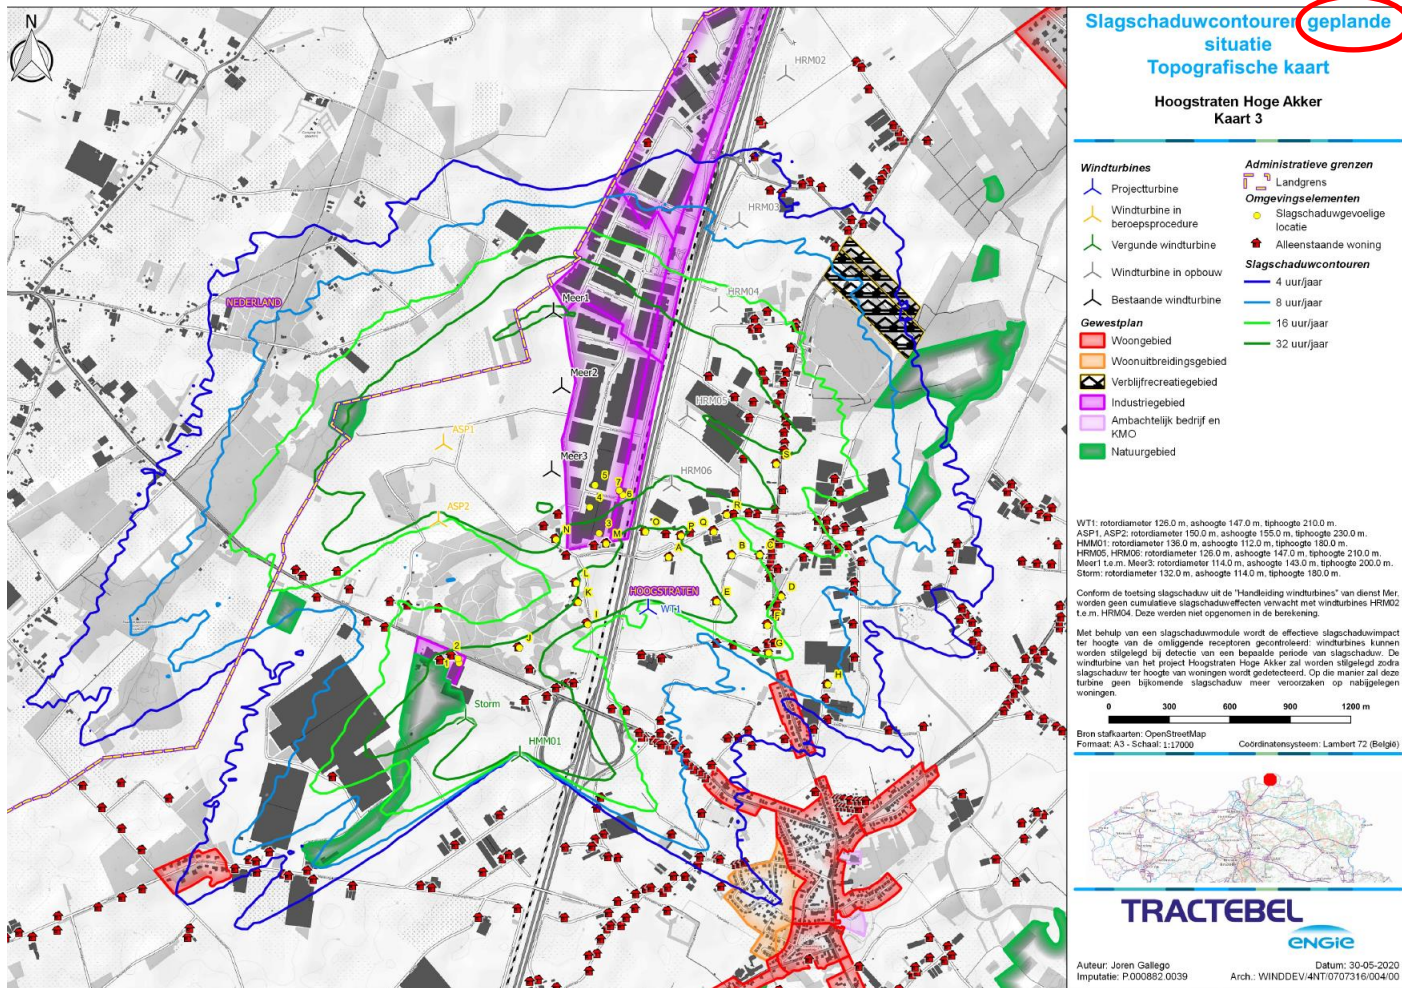 N
HRM02
HRM03
HRM04
HRM05
HRM06
NEDERLAND
Meer1
Meer2
Meer3
ASP1
ASP2
5
7
6
4
3
S
R
Q
P
O
N
M
A
B
C
L
K
I
HOOGSTRATEN
WT1
E
D
F
G
H
J
2
1
Storm
HMM01
Slagschaduwcontouren geplande
situatie
Topografische kaart
Hoogstraten Hoge Akker
Kaart 3
Windturbines
Projectturbine
Windturbine in
beroepsprocedure
Vergunde windturbine
Windturbine in opbouw
Bestaande windturbine
Gewestplan
Woongebied
Woonuitbreidingsgebied
Verblijfrecreatiegebied
Industriegebied
Ambachtelijk bedrijf en
KMO
Natuurgebied
Administratieve grenzen
Landgrens
Omgevingselementen
Slagschaduwgevoelige
locatie
Alleenstaande woning
Slagschaduwcontouren
4 uur/jaar
8 uur/jaar
16 uur/jaar
32 uur/jaar
WT1: rotordiameter 126.0 m, ashoogte 147.0 m, tiphoogte 210.0 m.
ASP1, ASP2: rotordiameter 150.0 m, ashoogte 155.0 m, tiphoogte 230.0 m.
HMM01: rotordiameter 136.0 m, ashoogte 112.0 m, tiphoogte 180.0 m.
HRM05, HRM06: rotordiameter 126.0 m, ashoogte 147.0 m, tiphoogte 210.0 m.
Meer1 t.e.m. Meer3: rotordiameter 114.0 m, ashoogte 143.0 m, tiphoogte 200.0 m.
Storm: rotordiameter 132.0 m, ashoogte 114.0 m, tiphoogte 180.0 m.
Conform de toetsing slagschaduw uit de "Handleiding windturbines" van dienst Mer,
worden geen cumulatieve slagschaduweffecten verwacht met windturbines HRM02
t.e.m. HRM04. Deze werden niet opgenomen in de berekening.
Met behulp van een slagschaduwmodule wordt de effectieve slagschaduwimpact
ter hoogte van de omliggende receptoren gecontroleerd: windturbines kunnen
worden stilgelegd bij detectie van een bepaalde periode van slagschaduw. De
windturbine van het project Hoogstraten Hoge Akker zal worden stilgelegd zodra
slagschaduw ter hoogte van woningen wordt gedetecteerd. Op die manier zal deze
turbine geen bijkomende slagschaduw meer veroorzaken op nabijgelegen
woningen.
0 300 600 900 1200 m
Bron stafkaarten: OpenStreetMap
Formaat: A3 - Schaal: 1:17000 Coördinatensysteem: Lambert 72 (België)
TRACTEBEL
ENGIE
Auteur: Joren Gallego Datum: 30-05-2020
Imputatie: P.000882.0039 Arch.: WINDDEV/4NT/0707316/004/00